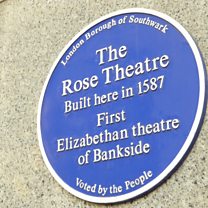 London Borough of Southwark
The
Rose Theatre
Built here in 1587
First
Elizabethan theatre
of Bankside
Voted by the People